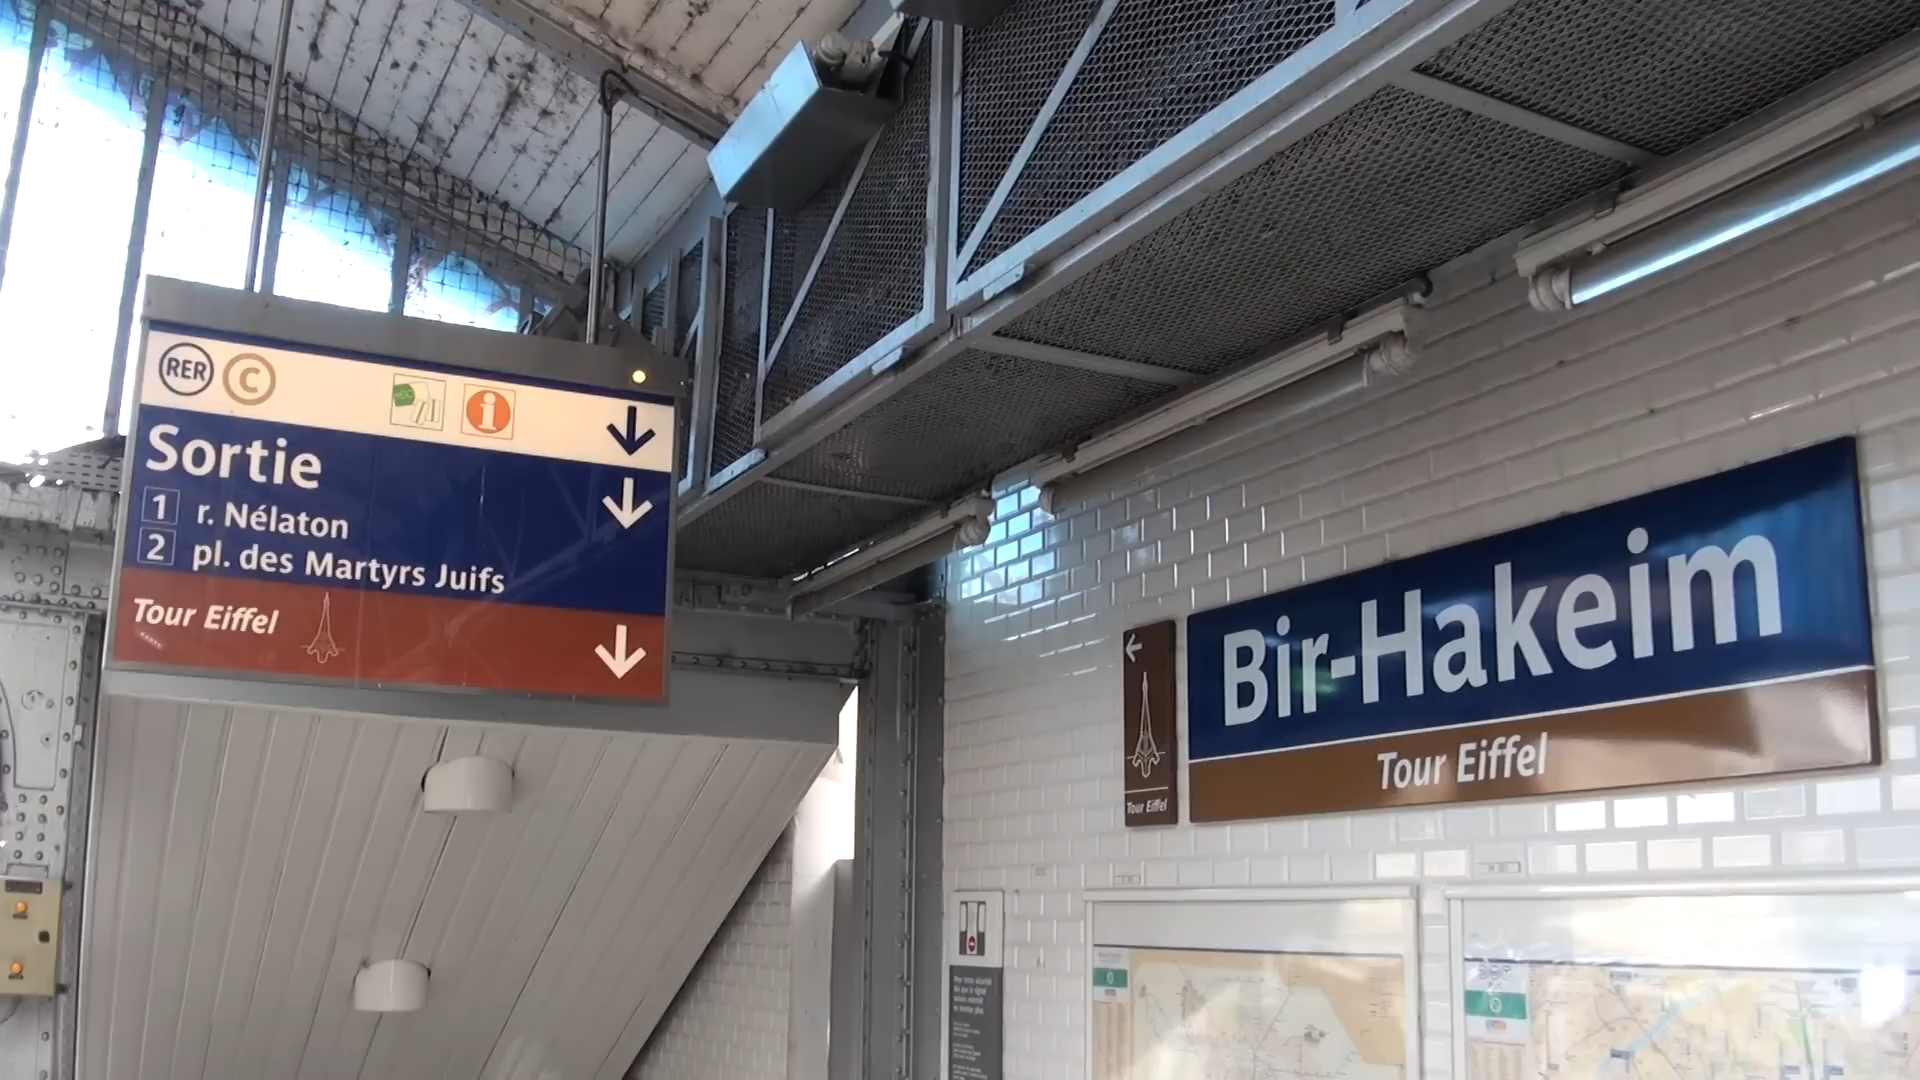 RER C
Sortie
1 r. Nélaton
2 pl. des Martyrs Juifs
Tour Eiffel
Bir-Hakeim
Tour Eiffel
Tour Eiffel